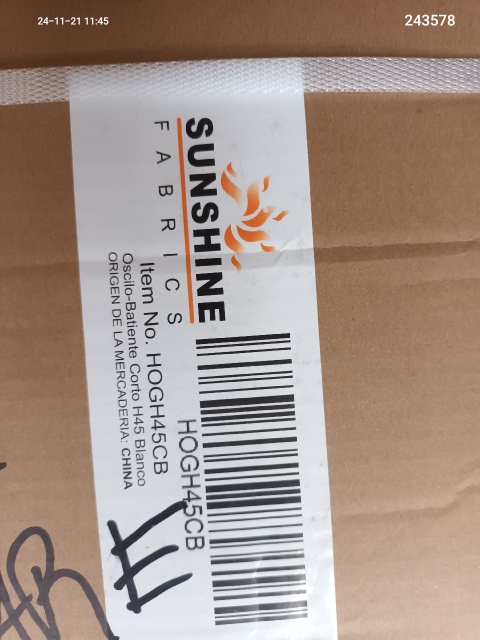 24-11-21 11:45
243578
SUNSHINE
FABRICS
HOGH45CB
Item No. HOGH45CB
Oscilo-Batiente Corto H45 Blanco
ORIGEN DE LA MERCADERIA: CHINA